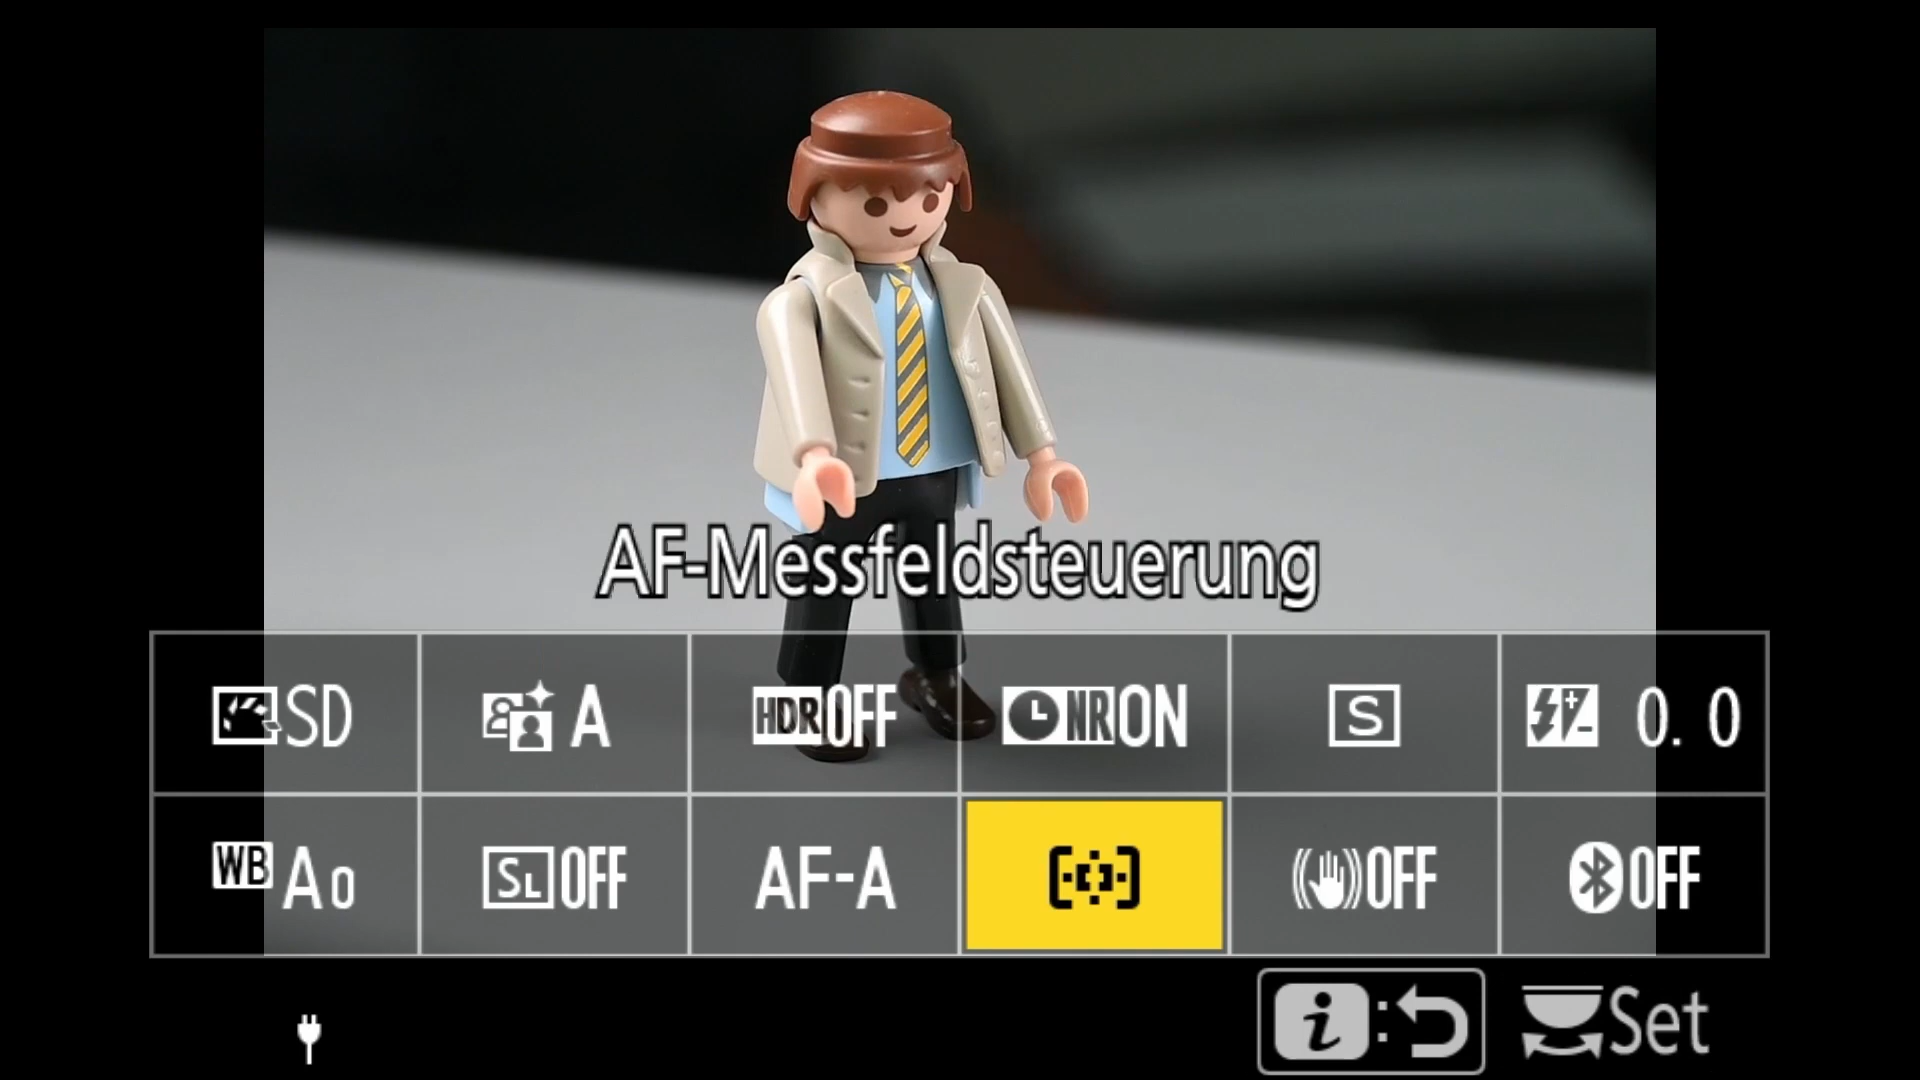 AF-Messfeldsteuerung
SD A HDR OFF NR ON S 0.0
WB A0 SL OFF AF-A OFF OFF
i: Set